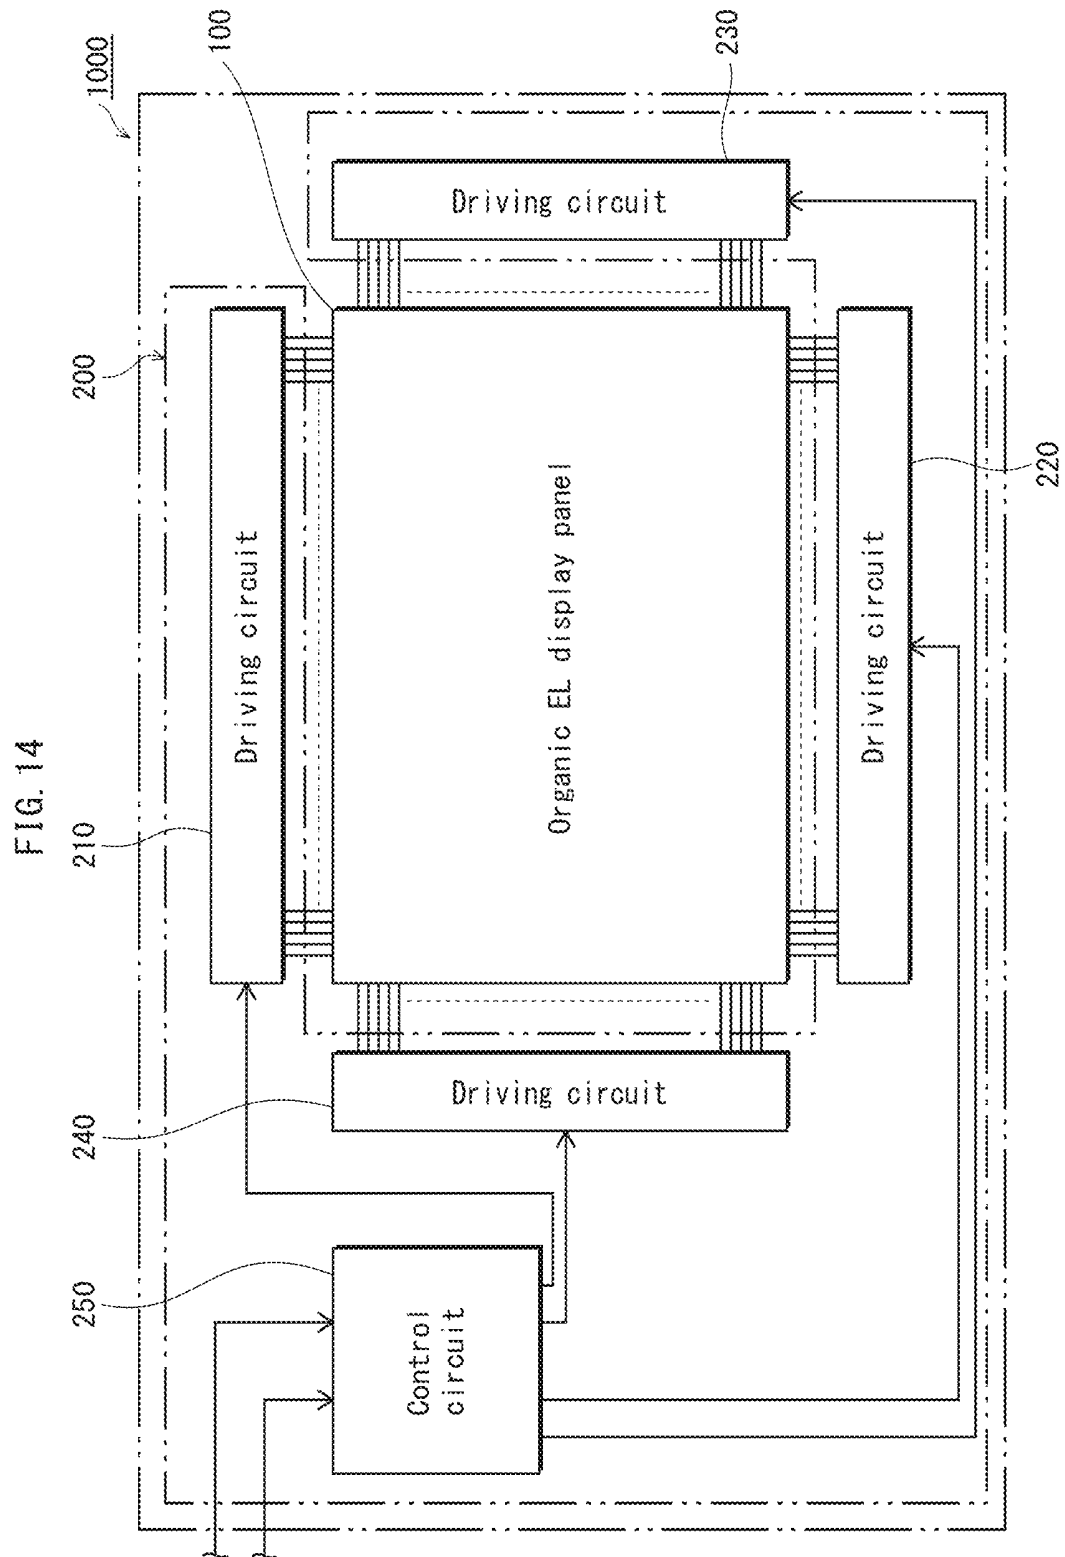 FIG. 14
1000
200
100
230
210
Driving circuit
Driving circuit
Organic EL display panel
240
Driving circuit
220
Driving circuit
250
Control
circuit